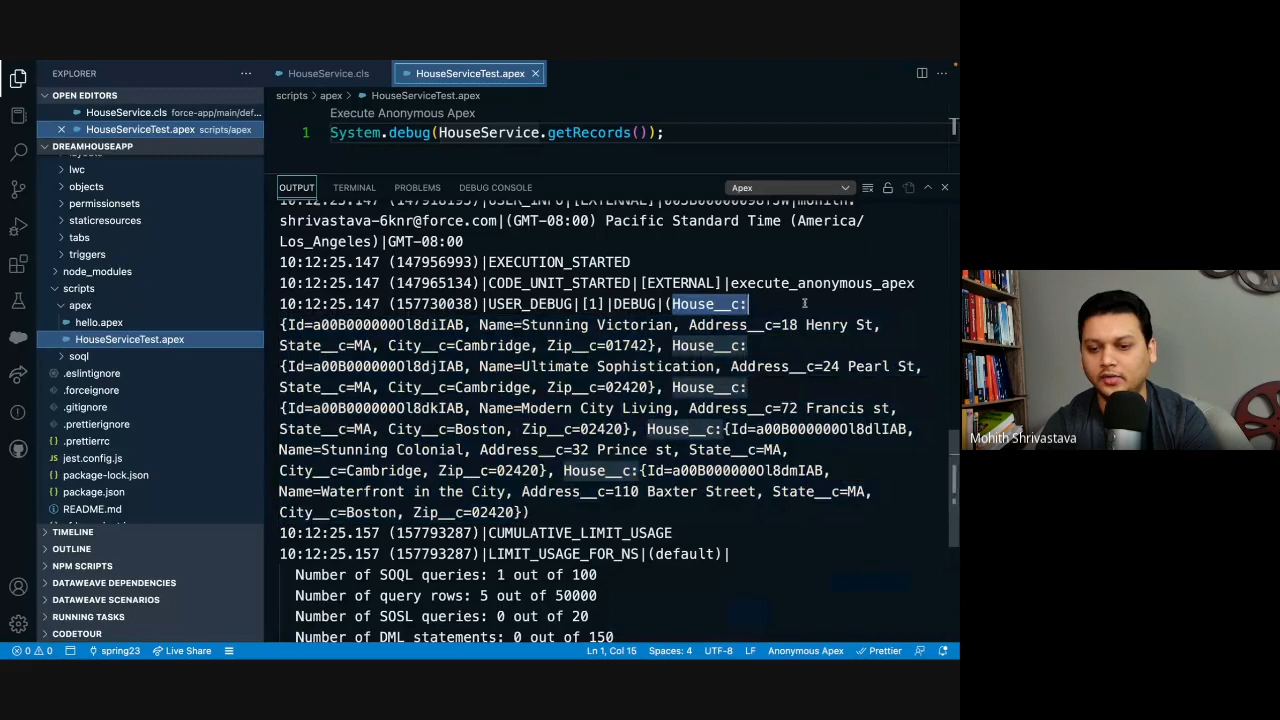 EXPLORER
OPEN EDITORS
HouseService.cls force-app/main/def...
HouseServiceTest.apex scripts/apex
DREAMHOUSEAPP
lwc
objects
permissionsets
staticresources
tabs
triggers
node_modules
scripts
apex
hello.apex
HouseServiceTest.apex
soql
.eslintignore
.forceignore
.gitignore
.prettierignore
.prettierrc
jest.config.js
package-lock.json
package.json
README.md
TIMELINE
OUTLINE
NPM SCRIPTS
DATAWEAVE DEPENDENCIES
DATAWEAVE SCENARIOS
RUNNING TASKS
CODETOUR
HouseService.cls
HouseServiceTest.apex
scripts > apex > HouseServiceTest.apex
Execute Anonymous Apex
1 System.debug(HouseService.getRecords());
OUTPUT TERMINAL PROBLEMS DEBUG CONSOLE
Apex
shrivastava-6knr@force.com|(GMT-08:00) Pacific Standard Time (America/
Los_Angeles)|GMT-08:00
10:12:25.147 (147956993)|EXECUTION_STARTED
10:12:25.147 (147965134)|CODE_UNIT_STARTED|[EXTERNAL]|execute_anonymous_apex
10:12:25.147 (157730038)|USER_DEBUG|[1]|DEBUG|(House__c:
{Id=a00B000000Ol8diIAB, Name=Stunning Victorian, Address__c=18 Henry St,
State__c=MA, City__c=Cambridge, Zip__c=01742}, House__c:
{Id=a00B000000Ol8djIAB, Name=Ultimate Sophistication, Address__c=24 Pearl St,
State__c=MA, City__c=Cambridge, Zip__c=02420}, House__c:
{Id=a00B000000Ol8dkIAB, Name=Modern City Living, Address__c=72 Francis st,
State__c=MA, City__c=Boston, Zip__c=02420}, House__c:{Id=a00B000000Ol8dlIAB,
Name=Stunning Colonial, Address__c=32 Prince st, State__c=MA,
City__c=Cambridge, Zip__c=02420}, House__c:{Id=a00B000000Ol8dmIAB,
Name=Waterfront in the City, Address__c=110 Baxter Street, State__c=MA,
City__c=Boston, Zip__c=02420})
10:12:25.157 (157793287)|CUMULATIVE_LIMIT_USAGE
10:12:25.157 (157793287)|LIMIT_USAGE_FOR_NS|(default)|
Number of SOQL queries: 1 out of 100
Number of query rows: 5 out of 50000
Number of SOSL queries: 0 out of 20
Number of DML statements: 0 out of 150
0 0 spring23 Live Share
Ln 1, Col 15 Spaces: 4 UTF-8 LF Anonymous Apex Prettier
Mohith Shrivastava